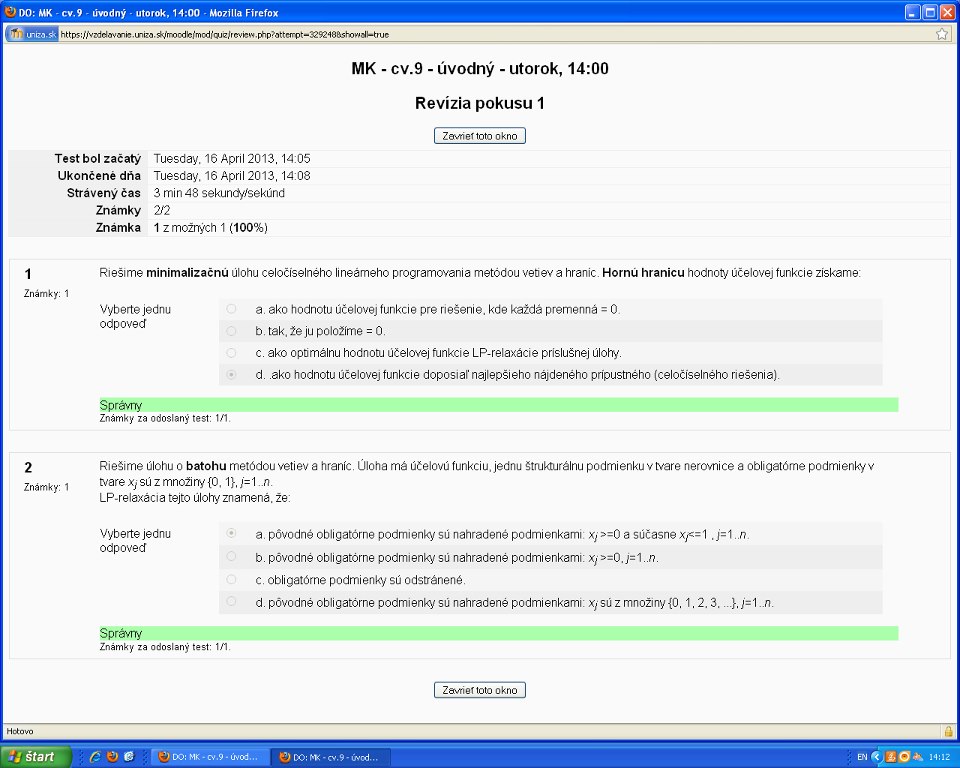 DO: MK - cv.9 - úvodný - utorok, 14:00 - Mozilla Firefox
uniza.sk https://vzdelavanie.uniza.sk/moodle/mod/quiz/review.php?attempt=329248&showall=true
MK - cv.9 - úvodný - utorok, 14:00
Revízia pokusu 1
Zavrieť toto okno
Test bol začatý Tuesday, 16 April 2013, 14:05
Ukončené dňa Tuesday, 16 April 2013, 14:08
Strávený čas 3 min 48 sekundy/sekúnd
Známky 2/2
Známka 1 z možných 1 (100%)
1 Riešime minimalizačnú úlohu celočíselného lineárneho programovania metódou vetiev a hraníc. Hornú hranicu hodnoty účelovej funkcie získame:
Známky: 1
Vyberte jednu odpoveď
a. ako hodnotu účelovej funkcie pre riešenie, kde každá premenná = 0.
b. tak, že ju položíme = 0.
c. ako optimálnu hodnotu účelovej funkcie LP-relaxácie príslušnej úlohy.
d. .ako hodnotu účelovej funkcie doposiaľ najlepšieho nájdeného prípustného (celočíselného riešenia).
Správny
Známky za odoslaný test: 1/1.
2 Riešime úlohu o batohu metódou vetiev a hraníc. Úloha má účelovú funkciu, jednu štrukturálnu podmienku v tvare nerovnice a obligatórne podmienky v
Známky: 1 tvare xj sú z množiny {0, 1}, j=1..n.
LP-relaxácia tejto úlohy znamená, že:
Vyberte jednu odpoveď
a. pôvodné obligatórne podmienky sú nahradené podmienkami: xj >=0 a súčasne xj<=1 , j=1..n.
b. pôvodné obligatórne podmienky sú nahradené podmienkami: xj >=0, j=1..n.
c. obligatórne podmienky sú odstránené.
d. pôvodné obligatórne podmienky sú nahradené podmienkami: xj sú z množiny {0, 1, 2, 3, ...}, j=1..n.
Správny
Známky za odoslaný test: 1/1.
Zavrieť toto okno
Hotovo
štart DO: MK - cv.9 - úvod... DO: MK - cv.9 - úvod... EN 14:12